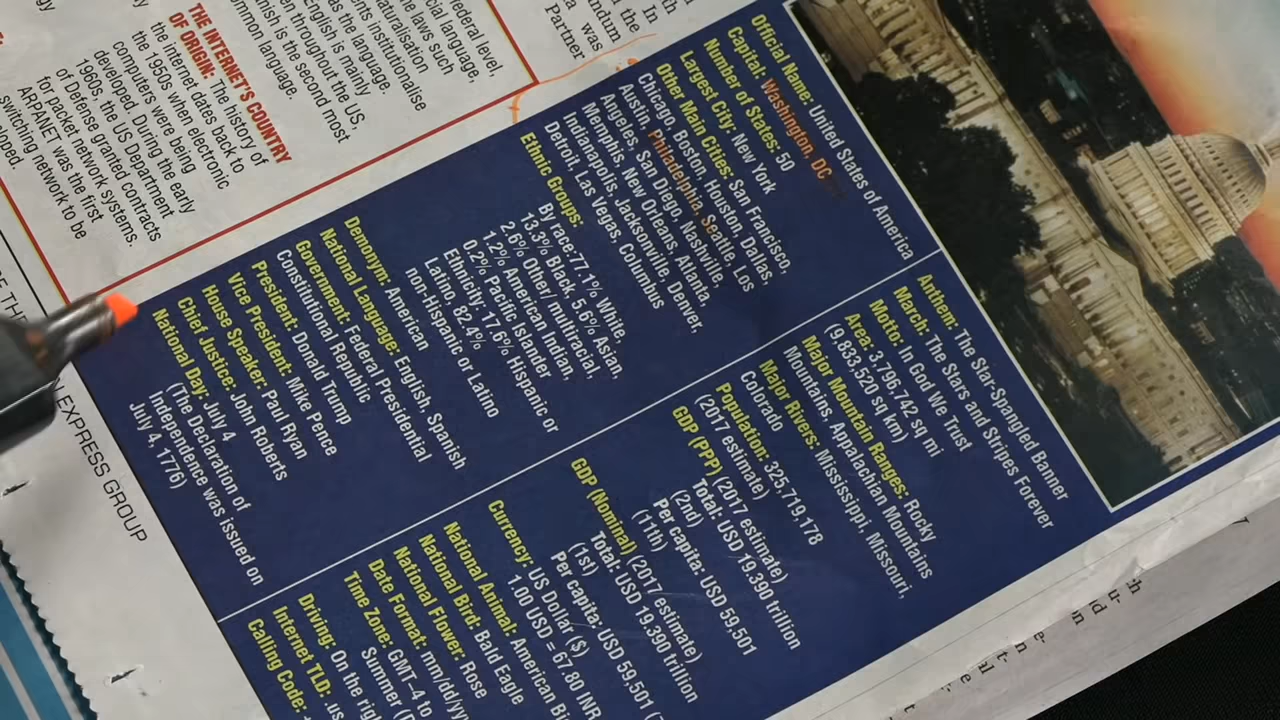 Federal level,
cial language,
laws such
naturalisation
nts institutionalise
as the language.
English is mainly
en throughout the US,
nish is the second most
ommon language.
THE INTERNET'S COUNTRY
OF ORIGIN: The history of
the internet dates back to
the 1950s when electronic
computers were being
developed. During the early
1960s, the US Department
of Defense granted contracts
for packet network systems.
ARPANET was the first
switching network to be
Partner
was
In
Official Name: United States of America
Capital: Washington, DC
Number of States: 50
Largest City: New York
Other Main Cities: San Francisco,
Chicago, Boston, Houston, Dallas,
Austin, Philadelphia, Seattle, Los
Angeles, San Diego, Nashville,
Memphis, New Orleans, Atlanta,
Indianapolis, Jacksonville, Denver,
Detroit, Las Vegas, Columbus
Ethnic Groups:
By race:77.1% White,
13.3% Black, 5.6% Asian,
2.6% Other/ multiractral,
1.2% American Indian,
0.2% Pacific Islander
Ethnicity: 17.6% Hispanic or
Latino, 82.4%
non-Hispanic or Latino
Demonym: American
National Language: English, Spanish
Government: Federal Presidential
Constitutional Republic
President: Donald Trump
Vice President: Mike Pence
House Speaker: Paul Ryan
Chief Justice: John Roberts
National Day: July 4
(The Declaration of
Independence was issued on
July 4, 1776)
Anthem: The Star-Spangled Banner
March: The Stars and Stripes Forever
Motto: In God We Trust
Area: 3,796,742 sq mi
(9,833,520 sq km)
Major Mountain Ranges: Rocky
Mountains, Appalachian Mountains
Major Rivers: Mississippi, Missouri,
Colorado
Population: 325,719,178
(2017 estimate)
GDP (PPP) (2017 estimate)
Total: USD 19.390 trillion
(2nd)
Per capita: USD 59,501
(11th)
GDP (Nominal) (2017 estimate)
Total: USD 19.390 trillion
(1st)
Per capita: USD 59,501 (7
Currency: US Dollar ($)
1.00 USD = 67.80 INR
National Animal: American Bi
National Bird: Bald Eagle
National Flower: Rose
Date Format: mm/dd/yy
Time Zone: GMT-4 to
Summer (D
Driving: On the righ
Internet TLD: .us
Calling Code:
EXPRESS GROUP